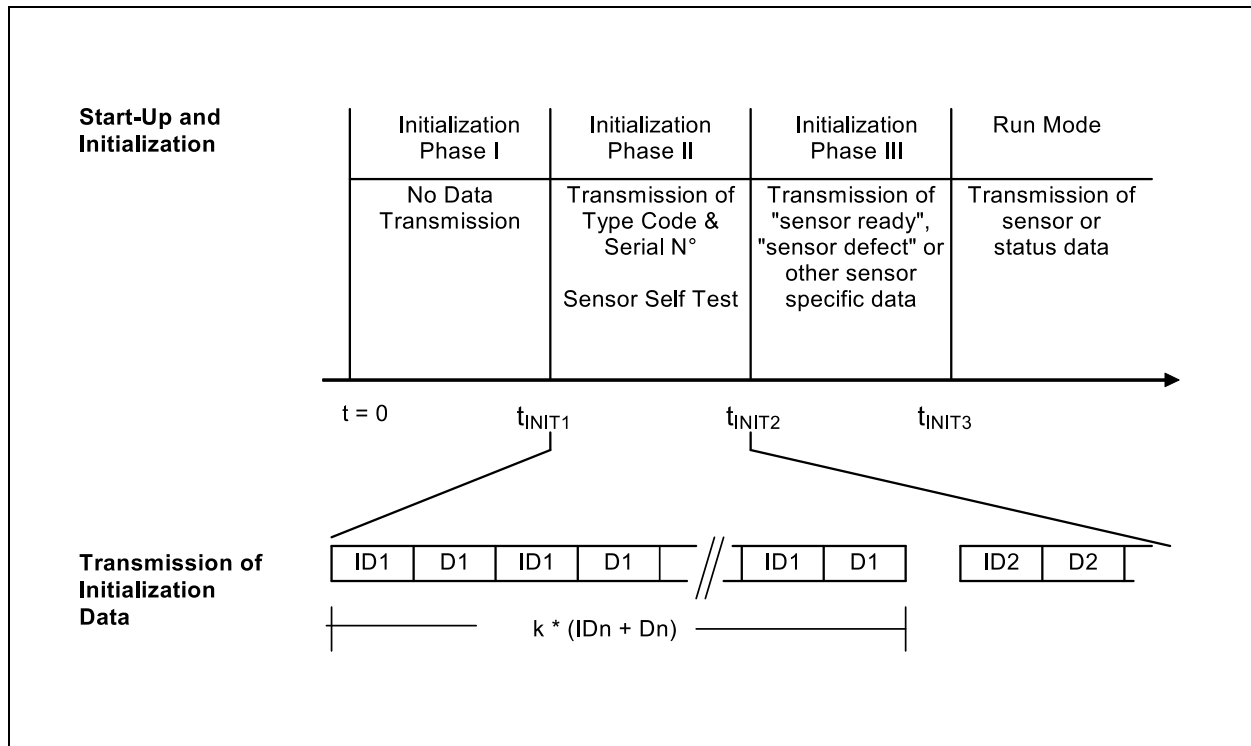 Start-Up and
Initialization
Initialization
Phase I
Initialization
Phase II
Initialization
Phase III
Run Mode
No Data
Transmission
Transmission of
Type Code &
Serial N°
Sensor Self Test
Transmission of
"sensor ready",
"sensor defect" or
other sensor
specific data
Transmission of
sensor or
status data
t = 0
tINIT1
tINIT2
tINIT3
Transmission of
Initialization
Data
ID1 D1 ID1 D1 ID1 D1 ID2 D2
k * (IDn + Dn)